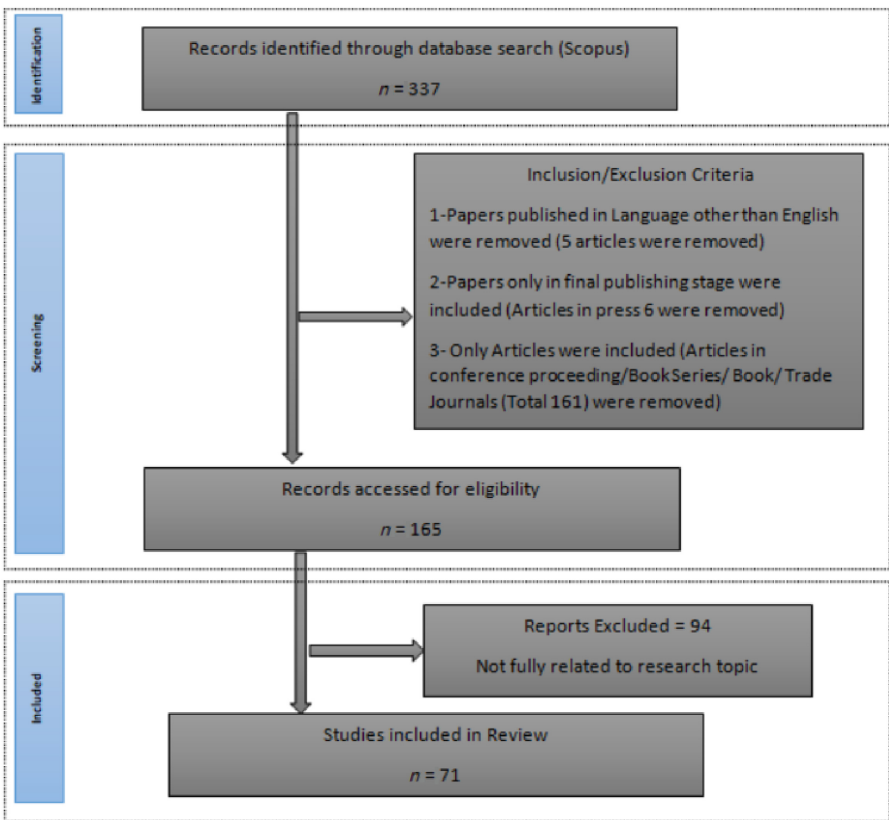 Identification
Records identified through database search (Scopus)
n = 337
Screening
Inclusion/Exclusion Criteria
1-Papers published in Language other than English
were removed (5 articles were removed)
2-Papers only in final publishing stage were
included (Articles in press 6 were removed)
3- Only Articles were included (Articles in
conference proceeding/Book Series/ Book/ Trade
Journals (Total 161) were removed)
Records accessed for eligibility
n = 165
Included
Reports Excluded = 94
Not fully related to research topic
Studies included in Review
n = 71